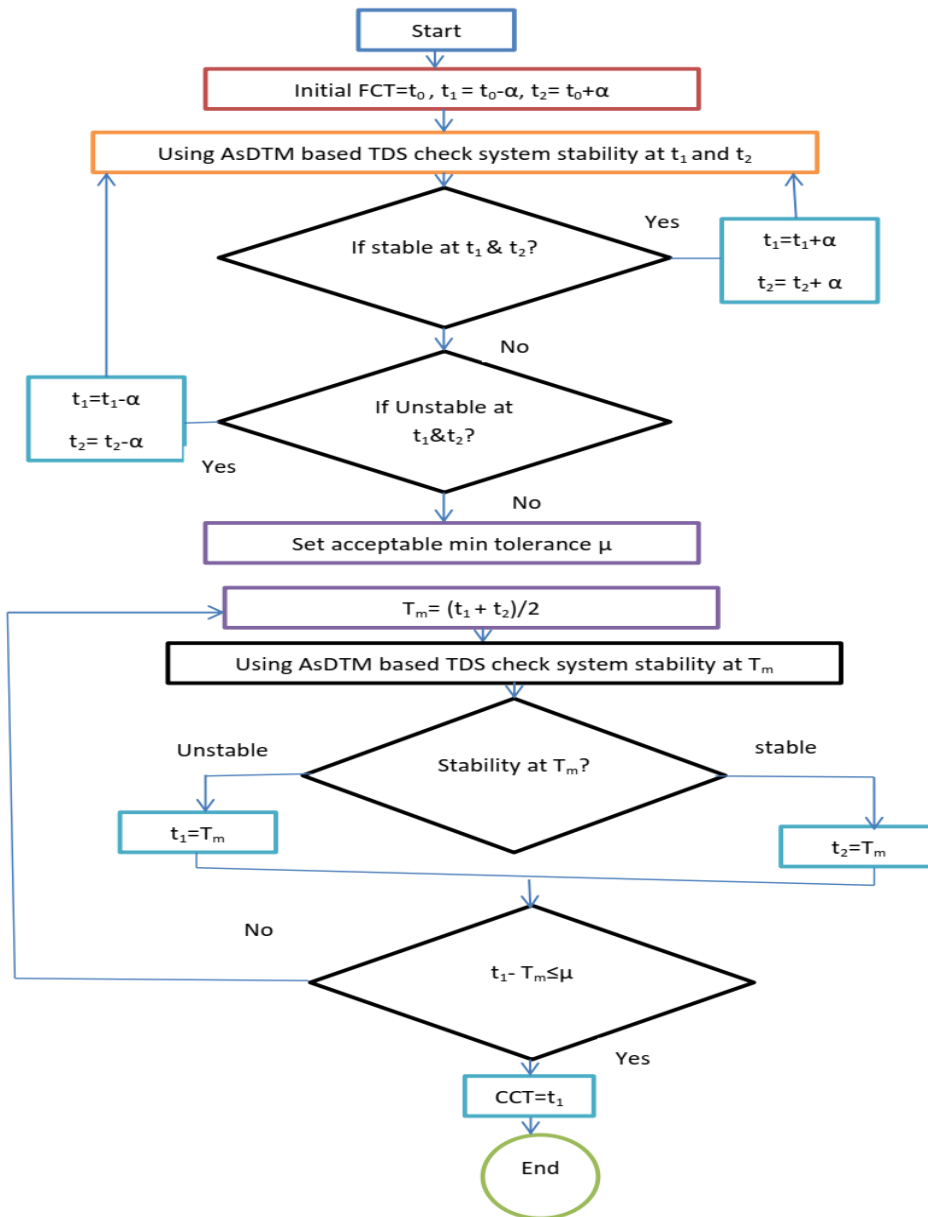 Start
Initial FCT=t₀ , t₁ = t₀-α, t₂= t₀+α
Using AsDTM based TDS check system stability at t₁ and t₂
If stable at t₁ & t₂?
Yes
t₁=t₁+α
t₂= t₂+ α
No
If Unstable at
t₁&t₂?
t₁=t₁-α
t₂= t₂-α
Yes
No
Set acceptable min tolerance μ
Tₘ= (t₁ + t₂)/2
Using AsDTM based TDS check system stability at Tₘ
Unstable
Stability at Tₘ?
stable
t₁=Tₘ
t₂=Tₘ
No
t₁- Tₘ≤μ
Yes
CCT=t₁
End